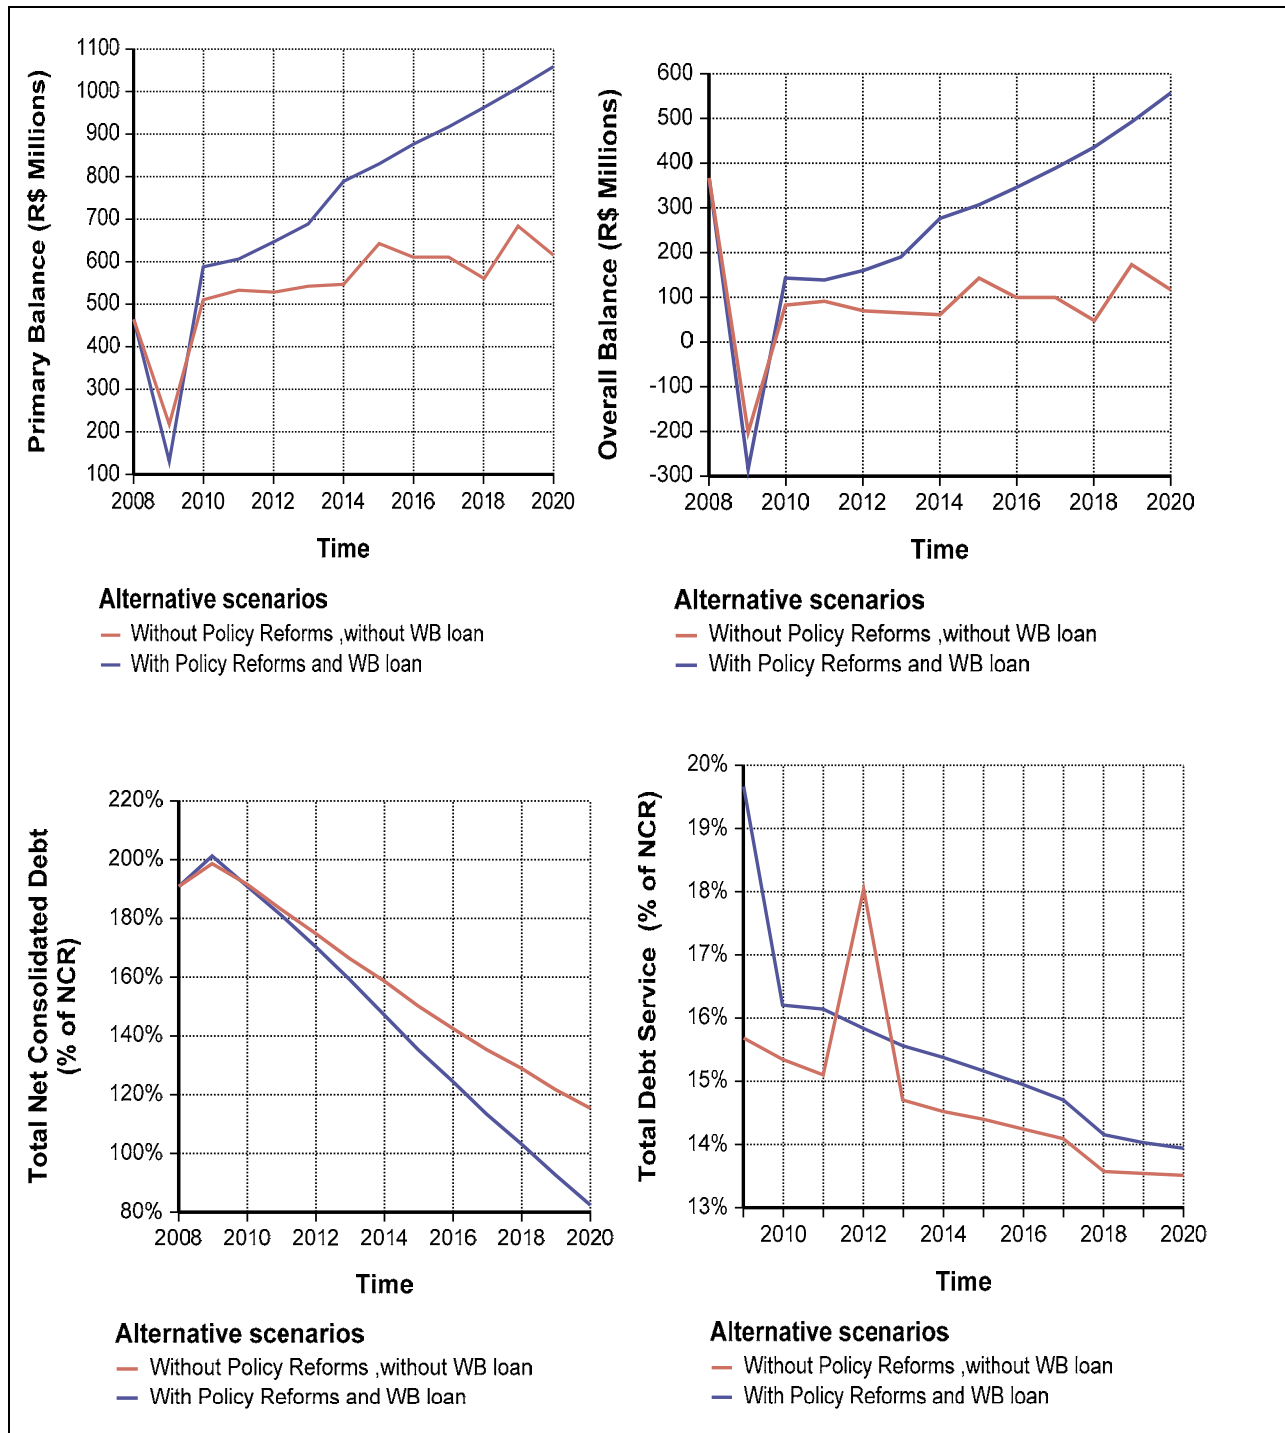 Primary Balance (R$ Millions)
1100
1000
900
800
700
600
500
400
300
200
100
2008 2010 2012 2014 2016 2018 2020
Time
Alternative scenarios
Without Policy Reforms ,without WB loan
With Policy Reforms and WB loan
Overall Balance (R$ Millions)
600
500
400
300
200
100
0
-100
-200
-300
2008 2010 2012 2014 2016 2018 2020
Time
Alternative scenarios
Without Policy Reforms ,without WB loan
With Policy Reforms and WB loan
Total Net Consolidated Debt
(% of NCR)
220%
200%
180%
160%
140%
120%
100%
80%
2008 2010 2012 2014 2016 2018 2020
Time
Alternative scenarios
Without Policy Reforms ,without WB loan
With Policy Reforms and WB loan
Total Debt Service (% of NCR)
20%
19%
18%
17%
16%
15%
14%
13%
2010 2012 2014 2016 2018 2020
Time
Alternative scenarios
Without Policy Reforms ,without WB loan
With Policy Reforms and WB loan